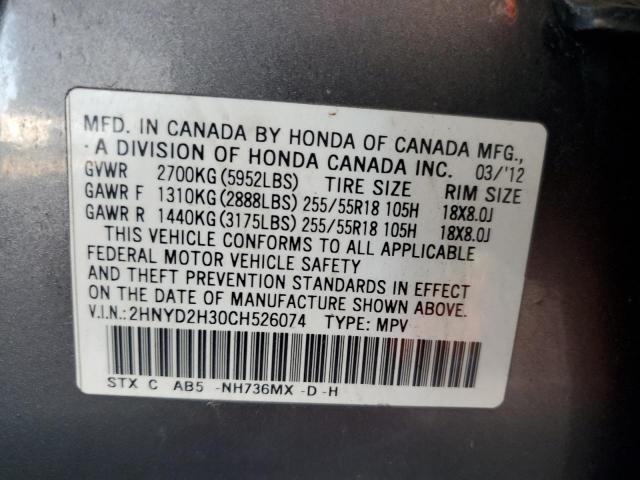 MFD. IN CANADA BY HONDA OF CANADA MFG.,
A DIVISION OF HONDA CANADA INC. 03/'12
GVWR 2700KG(5952LBS) TIRE SIZE RIM SIZE
GAWR F 1310KG(2888LBS) 255/55R18 105H 18X8.0J
GAWR R 1440KG(3175LBS) 255/55R18 105H 18X8.0J
THIS VEHICLE CONFORMS TO ALL APPLICABLE
FEDERAL MOTOR VEHICLE SAFETY
AND THEFT PREVENTION STANDARDS IN EFFECT
ON THE DATE OF MANUFACTURE SHOWN ABOVE.
V.I.N.: 2HNYD2H30CH526074 TYPE: MPV
STX C AB5 -NH736MX -D -H